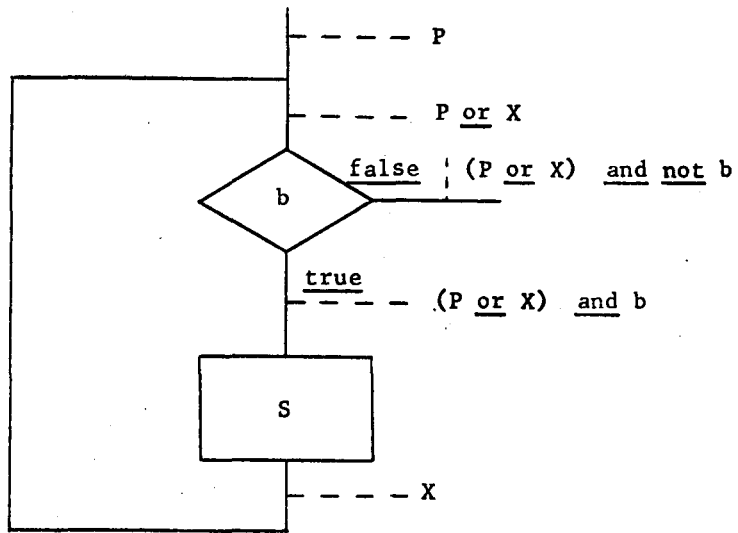 P
P or X
false (P or X) and not b
b
true
(P or X) and b
S
X